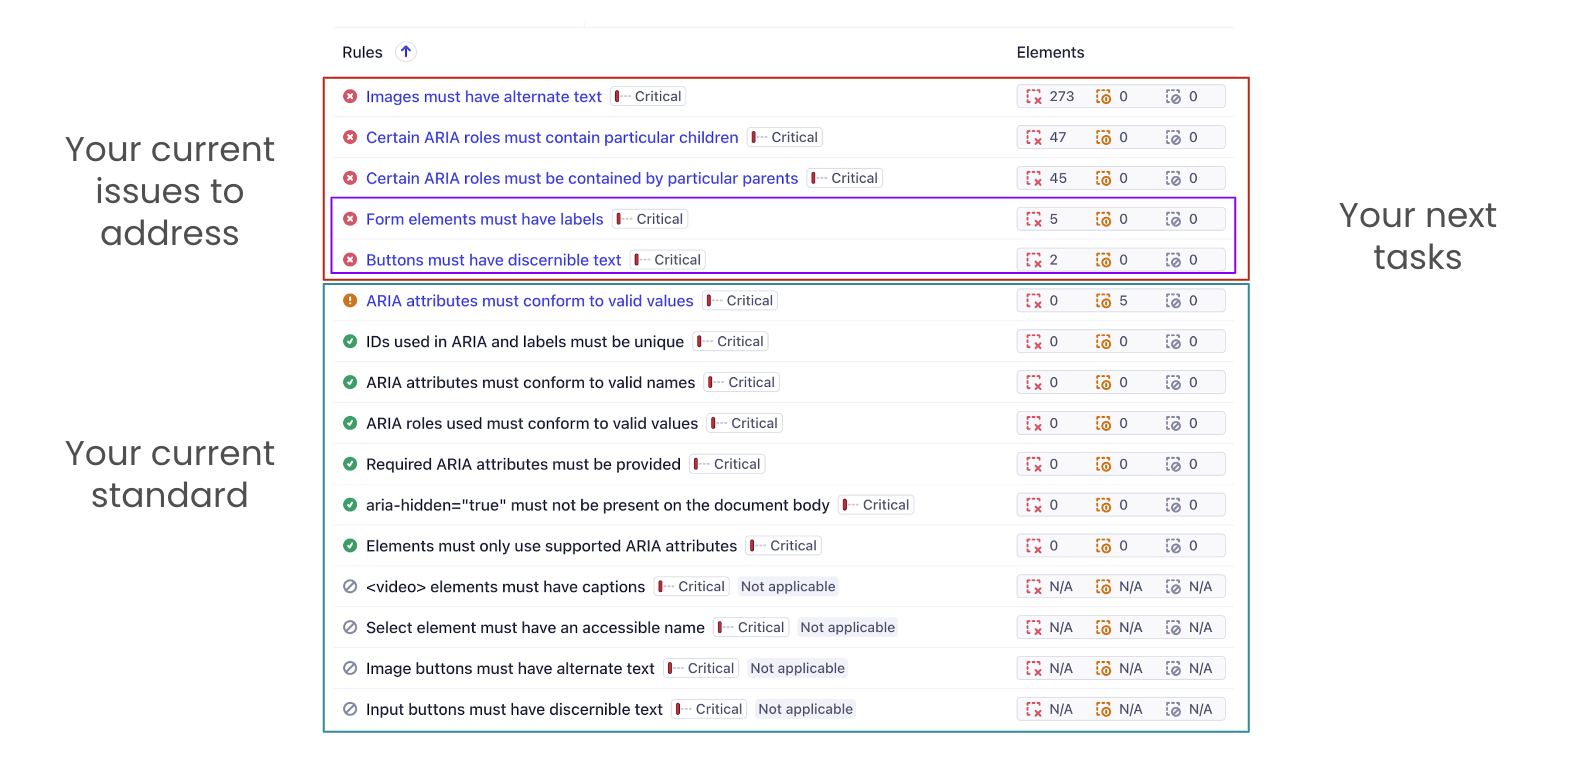 Rules
Elements
Your current
issues to
address
Images must have alternate text Critical 273 0 0
Certain ARIA roles must contain particular children Critical 47 0 0
Certain ARIA roles must be contained by particular parents Critical 45 0 0
Form elements must have labels Critical 5 0 0
Buttons must have discernible text Critical 2 0 0
Your next
tasks
Your current
standard
ARIA attributes must conform to valid values Critical 0 5 0
IDs used in ARIA and labels must be unique Critical 0 0 0
ARIA attributes must conform to valid names Critical 0 0 0
ARIA roles used must conform to valid values Critical 0 0 0
Required ARIA attributes must be provided Critical 0 0 0
aria-hidden="true" must not be present on the document body Critical 0 0 0
Elements must only use supported ARIA attributes Critical 0 0 0
<video> elements must have captions Critical Not applicable N/A N/A N/A
Select element must have an accessible name Critical Not applicable N/A N/A N/A
Image buttons must have alternate text Critical Not applicable N/A N/A N/A
Input buttons must have discernible text Critical Not applicable N/A N/A N/A